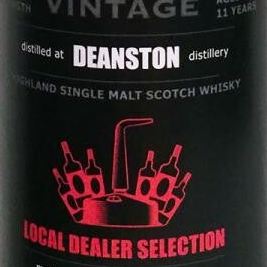 VINTAGE
11 YEARS
distilled at DEANSTON distillery
HIGHLAND SINGLE MALT SCOTCH WHISKY
LOCAL DEALER SELECTION